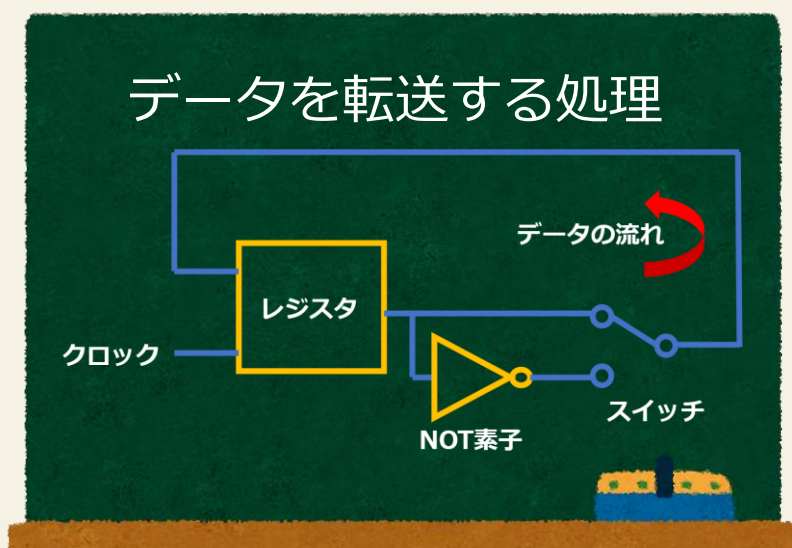 データを転送する処理
データの流れ
レジスタ
クロック
スイッチ
NOT素子